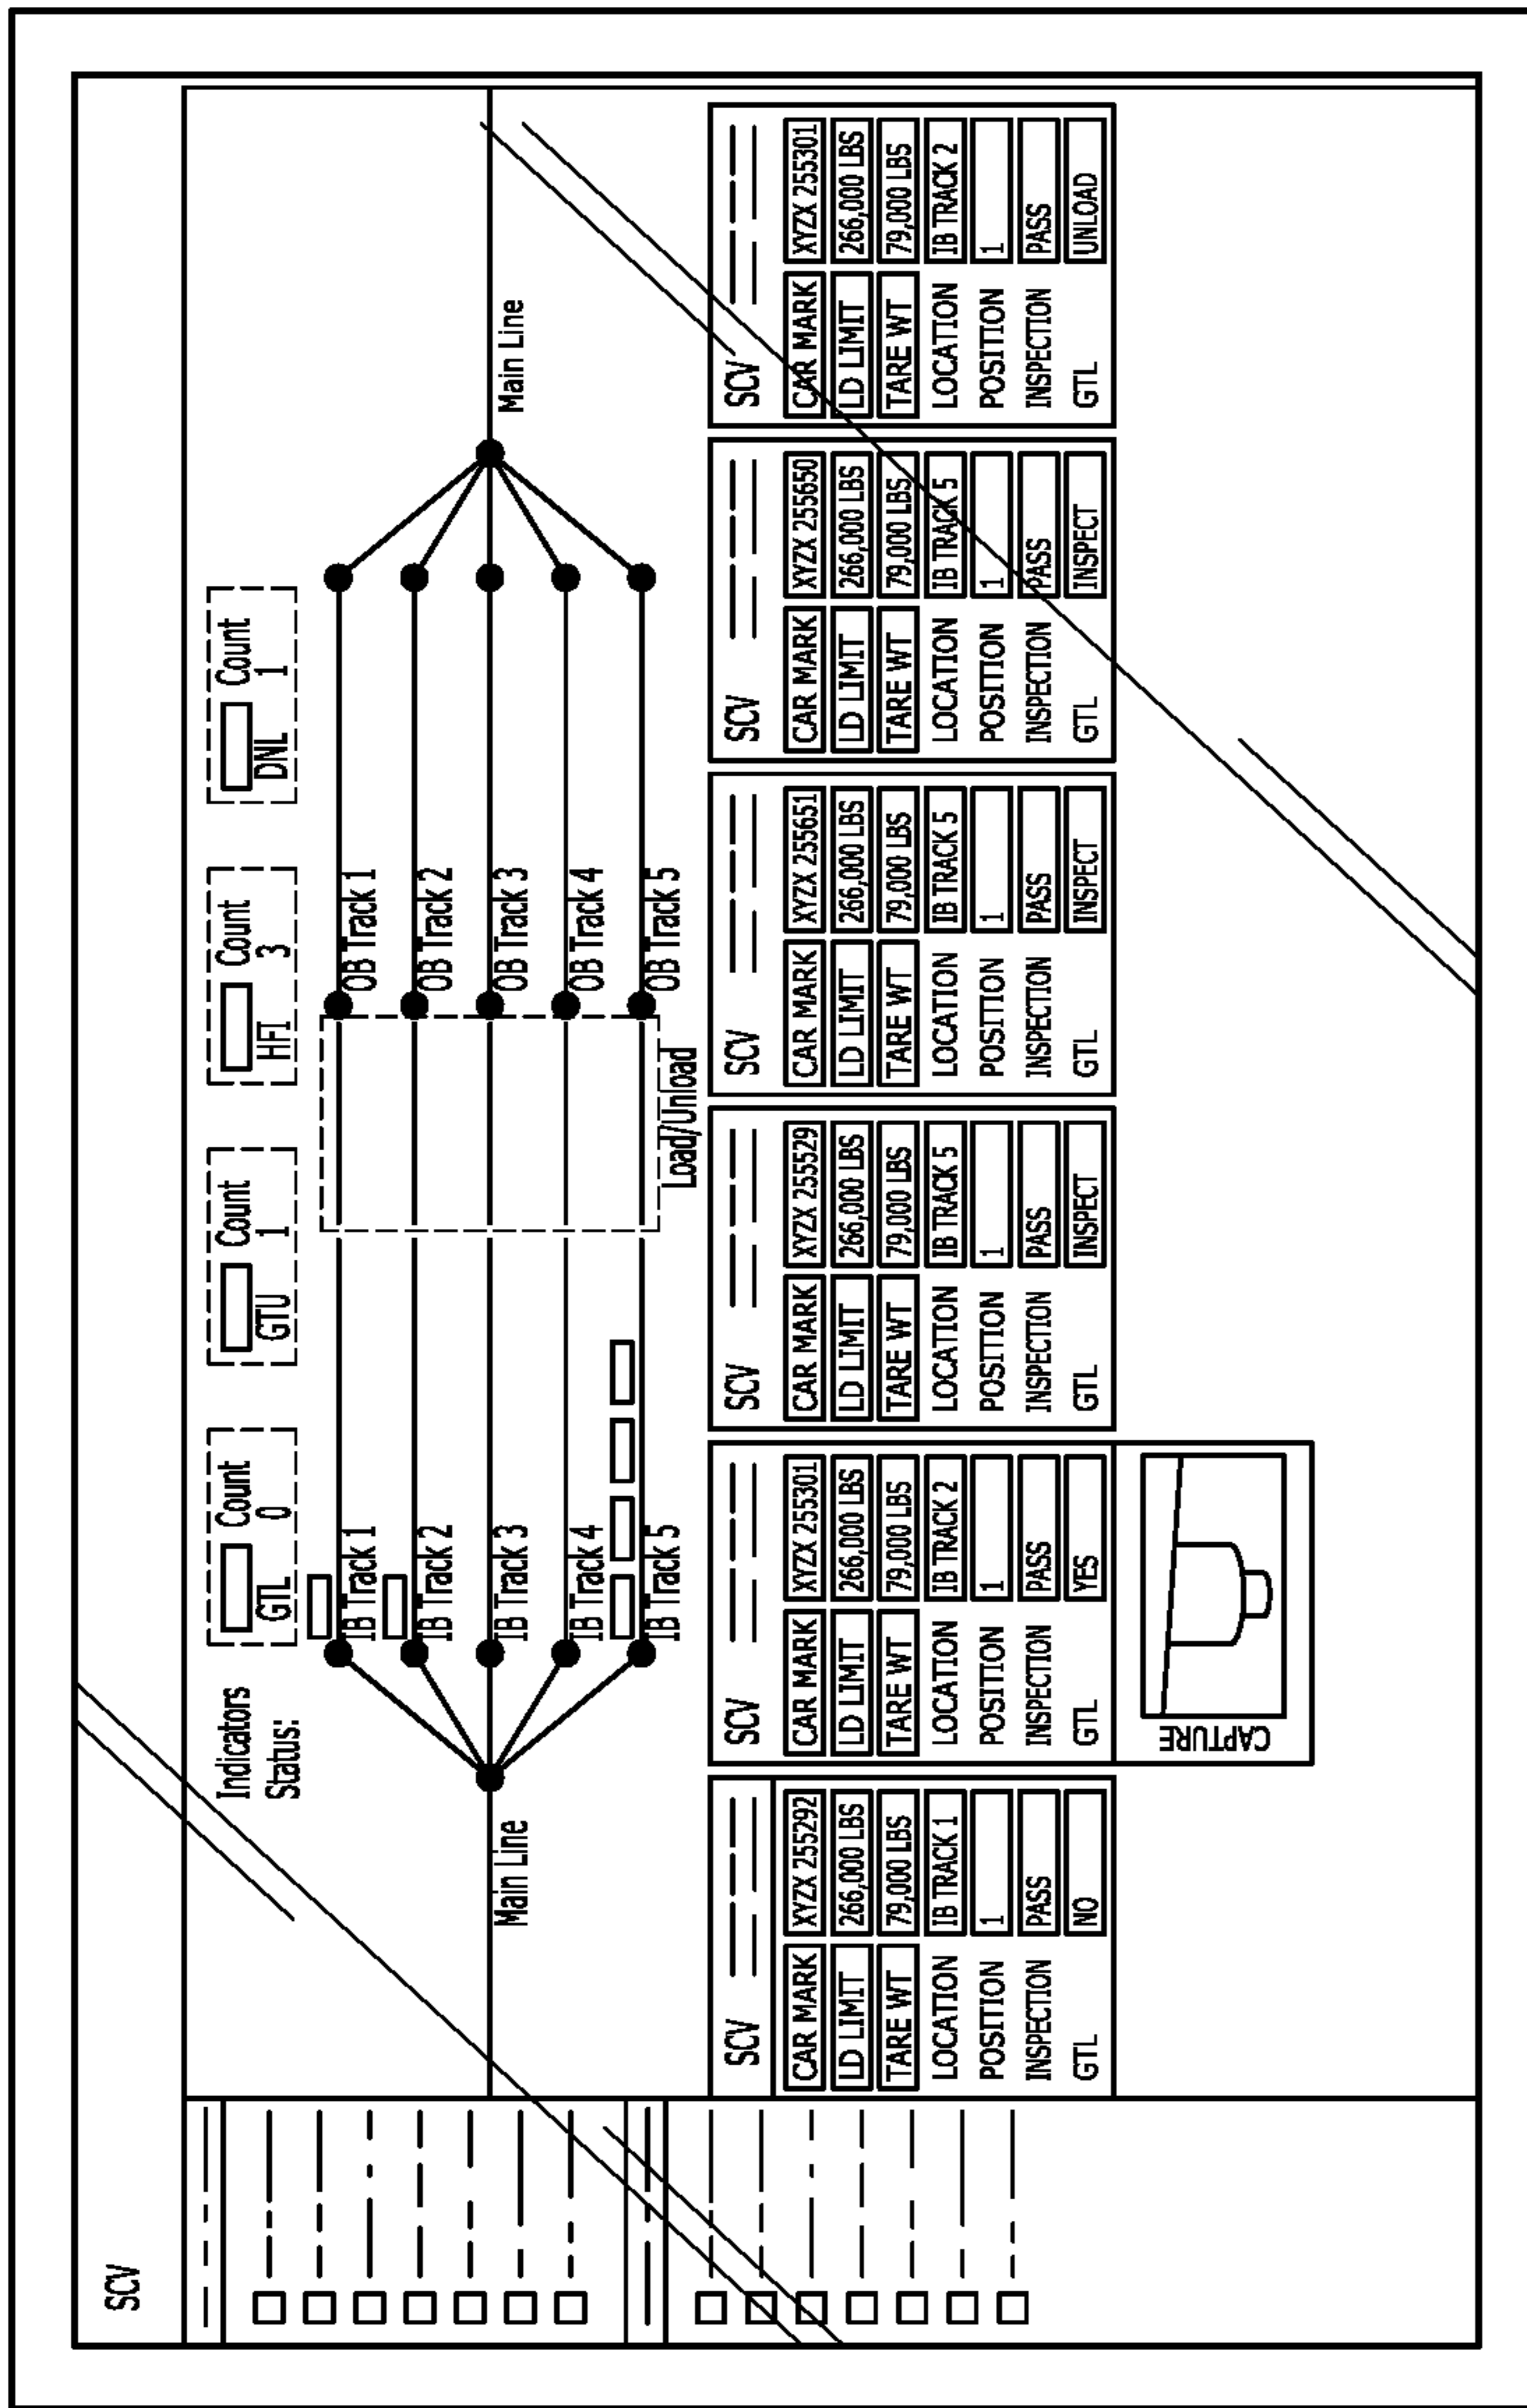 SCV
Indicators
Status:
GTL
Count
0
GTU
Count
1
HFI
Count
3
DNL
Count
1
Main Line
IB Track 1
IB Track 2
IB Track 3
IB Track 4
IB Track 5
Load/Unload
OB Track 1
OB Track 2
OB Track 3
OB Track 4
OB Track 5
Main Line
SCV
CAR MARK XYZX 255292
LD LIMIT 266,000 LBS
TARE WT 79,000 LBS
LOCATION IB TRACK 1
POSITION 1
INSPECTION PASS
GTL NO
SCV
CAR MARK XYZX 255301
LD LIMIT 266,000 LBS
TARE WT 79,000 LBS
LOCATION IB TRACK 2
POSITION 1
INSPECTION PASS
GTL YES
CAPTURE
SCV
CAR MARK XYZX 255529
LD LIMIT 266,000 LBS
TARE WT 79,000 LBS
LOCATION IB TRACK 5
POSITION 1
INSPECTION PASS
GTL INSPECT
SCV
CAR MARK XYZX 255651
LD LIMIT 266,000 LBS
TARE WT 79,000 LBS
LOCATION IB TRACK 5
POSITION 1
INSPECTION PASS
GTL INSPECT
SCV
CAR MARK XYZX 255650
LD LIMIT 266,000 LBS
TARE WT 79,000 LBS
LOCATION IB TRACK 5
POSITION 1
INSPECTION PASS
GTL INSPECT
SCV
CAR MARK XYZX 255301
LD LIMIT 266,000 LBS
TARE WT 79,000 LBS
LOCATION IB TRACK 2
POSITION 1
INSPECTION PASS
GTL UNLOAD